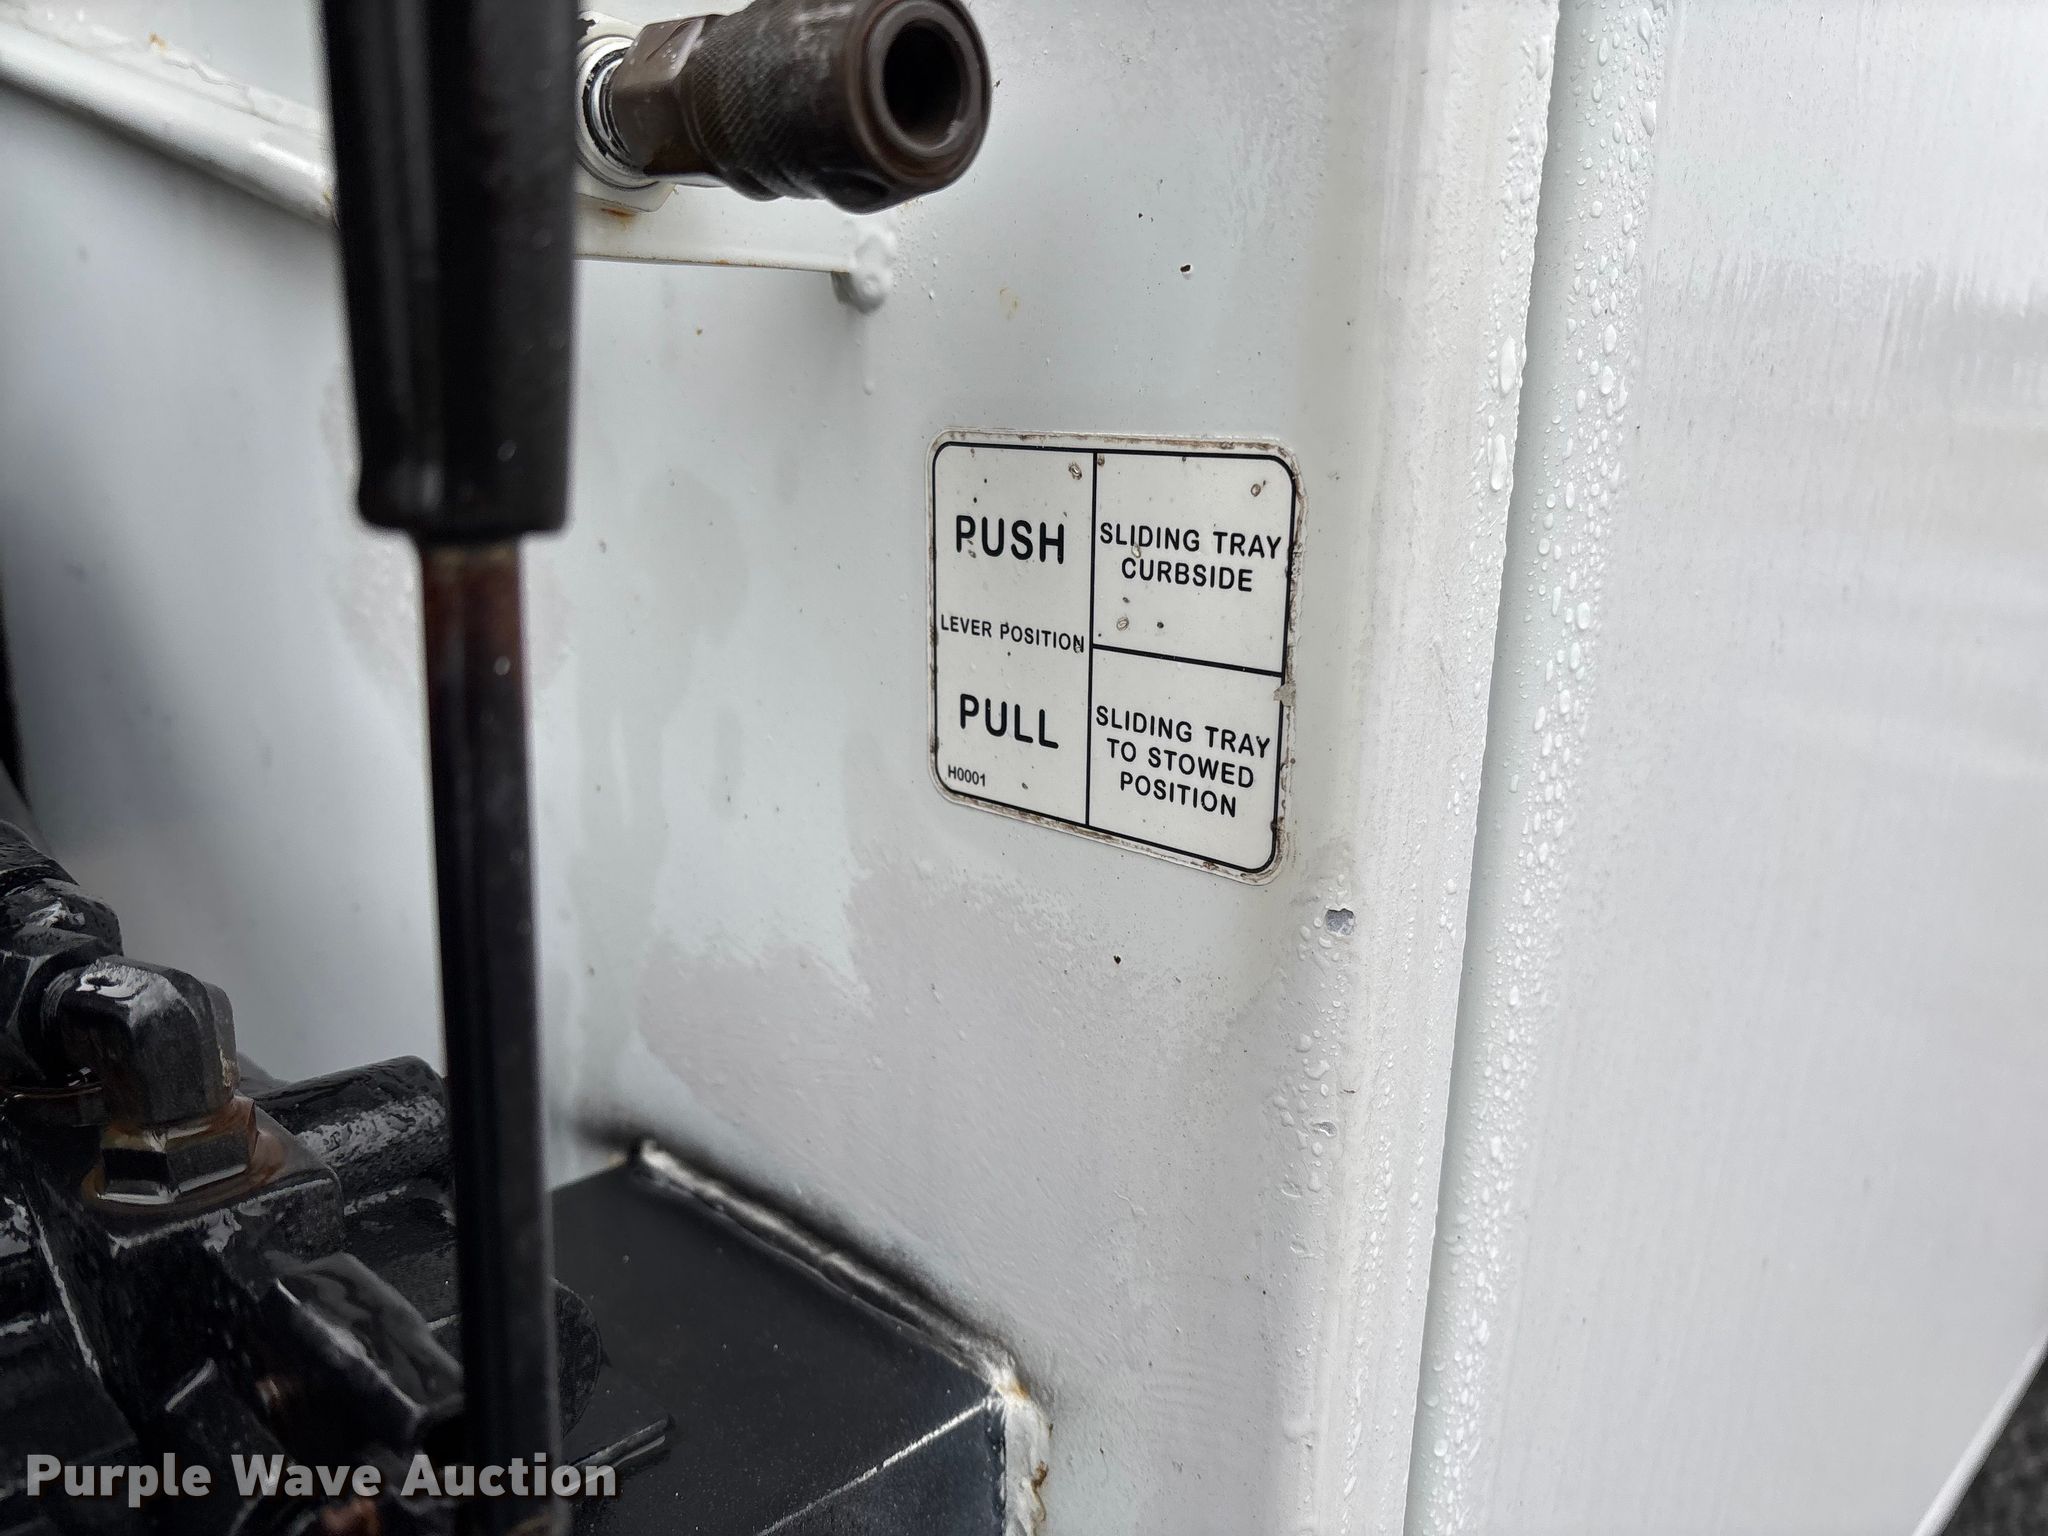 PUSH
LEVER POSITION
PULL
H0001
SLIDING TRAY
CURBSIDE
SLIDING TRAY
TO STOWED
POSITION
Purple Wave Auction